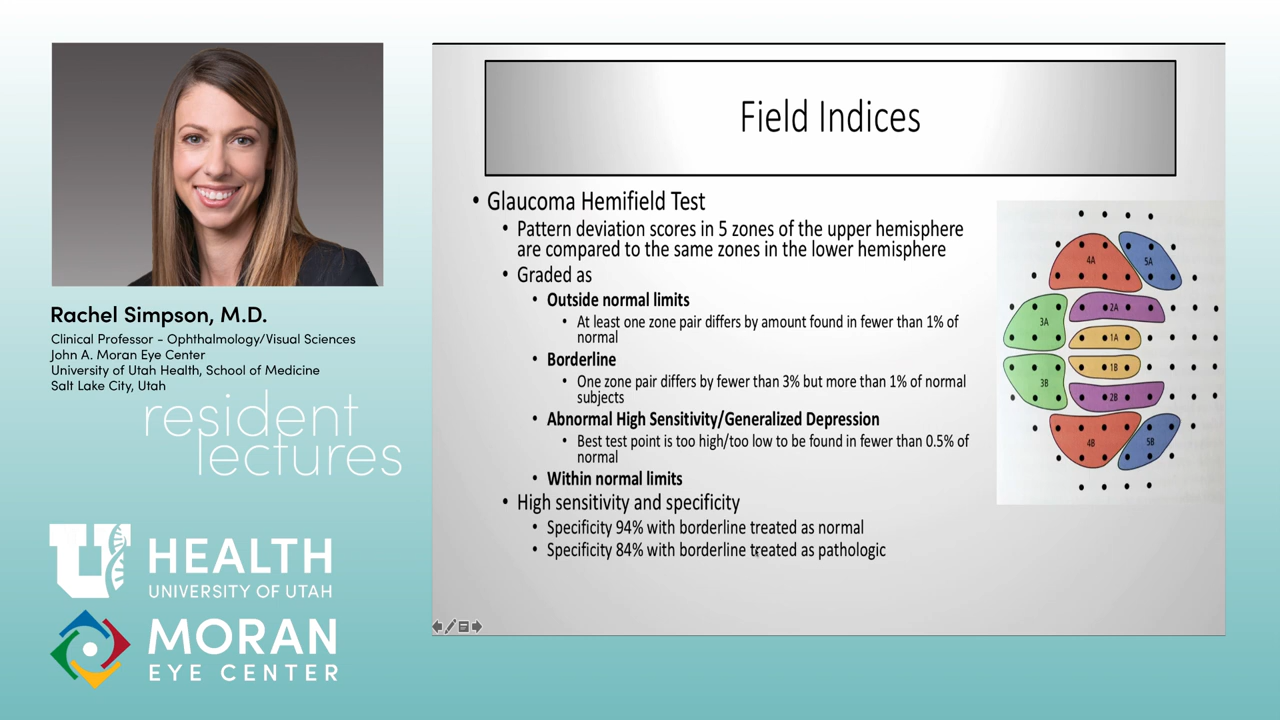 Field Indices
• Glaucoma Hemifield Test
• Pattern deviation scores in 5 zones of the upper hemisphere
are compared to the same zones in the lower hemisphere
• Graded as
• Outside normal limits
• At least one zone pair differs by amount found in fewer than 1% of
normal
• Borderline
• One zone pair differs by fewer than 3% but more than 1% of normal
subjects
• Abnormal High Sensitivity/Generalized Depression
• Best test point is too high/too low to be found in fewer than 0.5% of
normal
• Within normal limits
• High sensitivity and specificity
• Specificity 94% with borderline treated as normal
• Specificity 84% with borderline treated as pathologic
4A
5A
2A
3A
1A
1B
3B
2B
4B
5B
Rachel Simpson, M.D.
Clinical Professor - Ophthalmology/Visual Sciences
John A. Moran Eye Center
University of Utah Health, School of Medicine
Salt Lake City, Utah
resident
lectures
U HEALTH
UNIVERSITY OF UTAH
MORAN
EYE CENTER